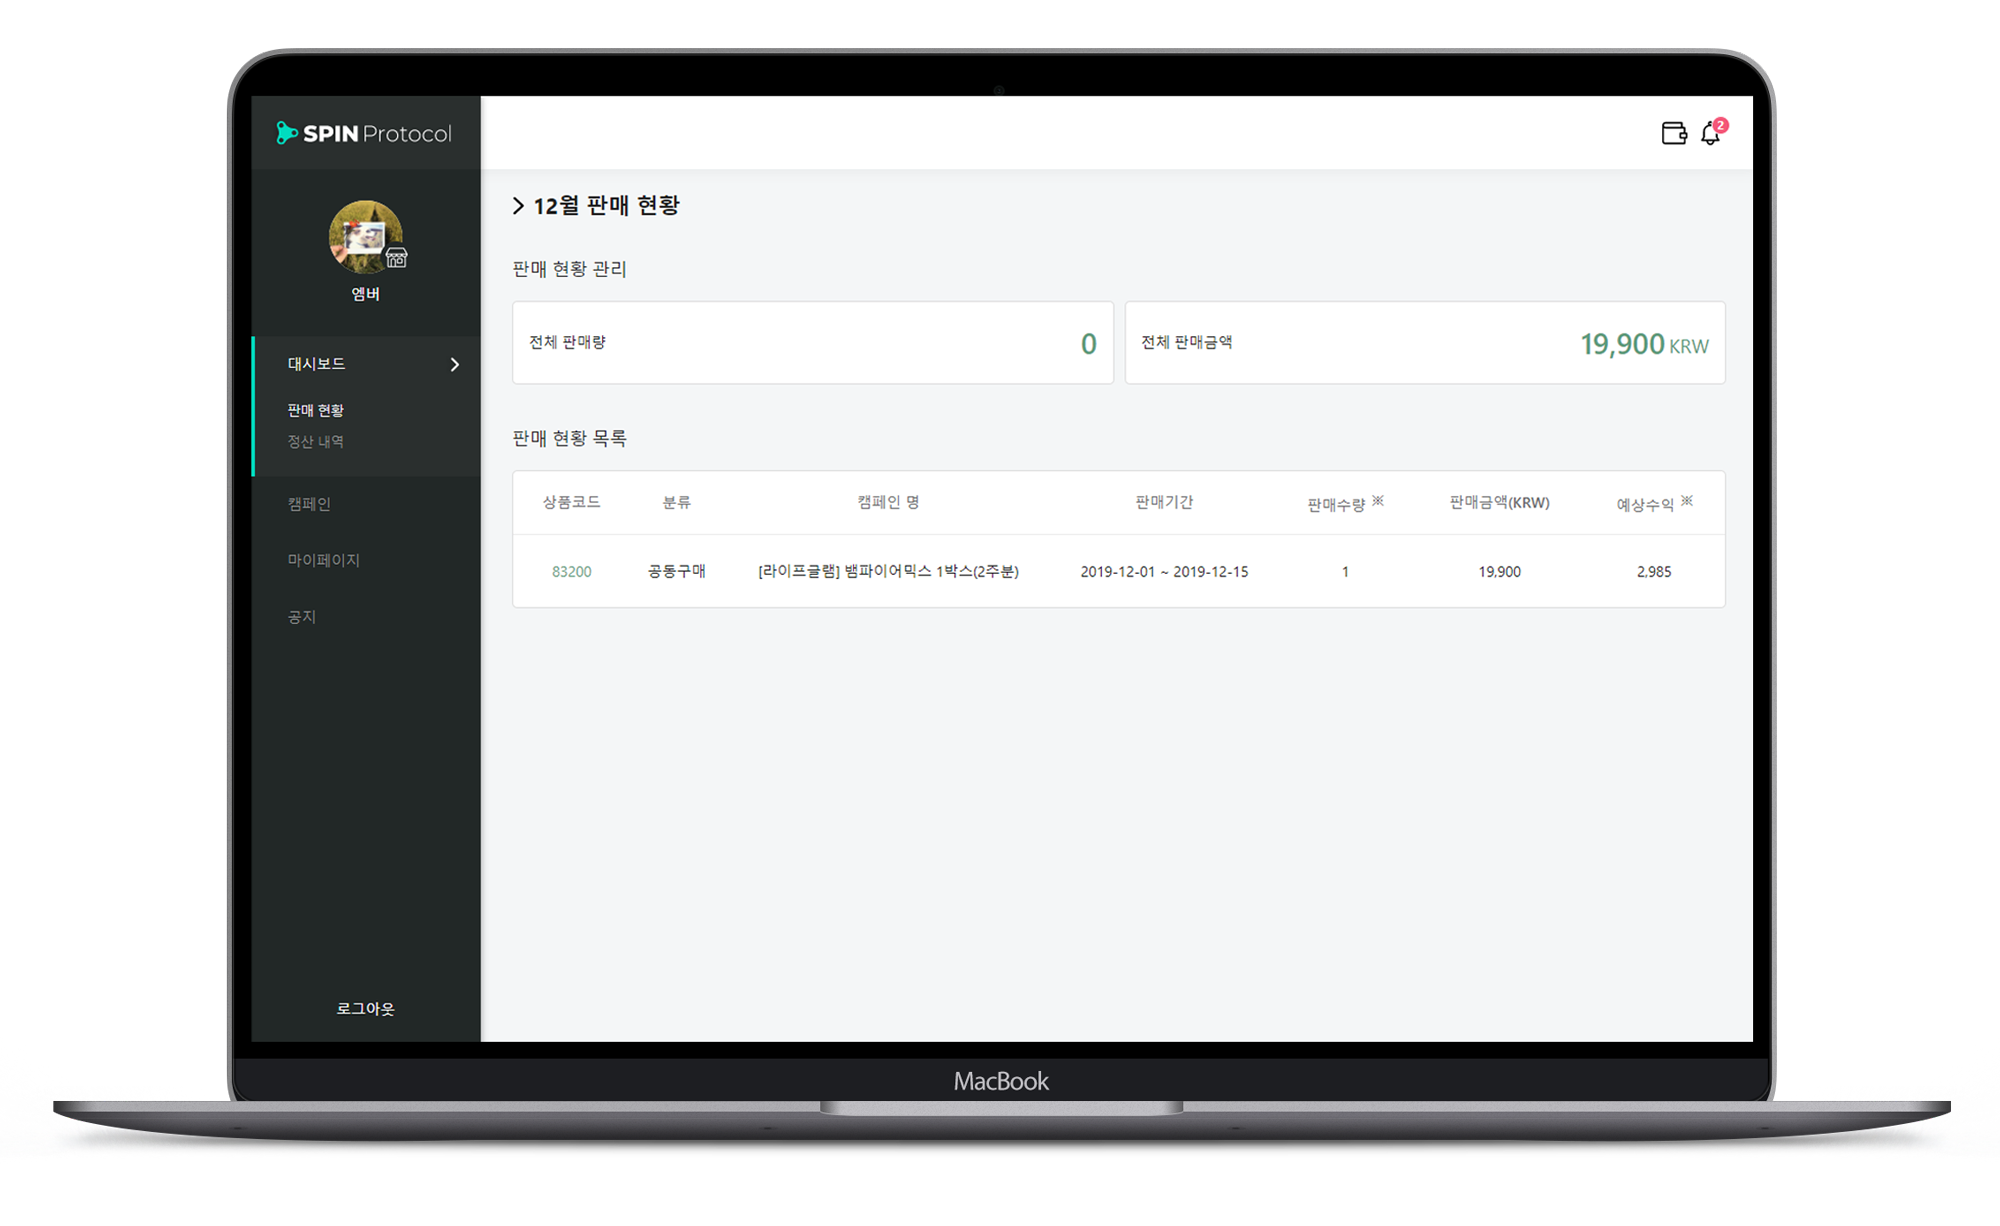 SPIN Protocol
2
엠버
대시보드
판매 현황
정산 내역
캠페인
마이페이지
공지
로그아웃
12월 판매 현황
판매 현황 관리
전체 판매량 0
전체 판매금액 19,900 KRW
판매 현황 목록
상품코드 분류 캠페인 명 판매기간 판매수량 ※ 판매금액(KRW) 예상수익 ※
83200 공동구매 [라이프글램] 뱀파이어믹스 1박스(2주분) 2019-12-01 ~ 2019-12-15 1 19,900 2,985
MacBook